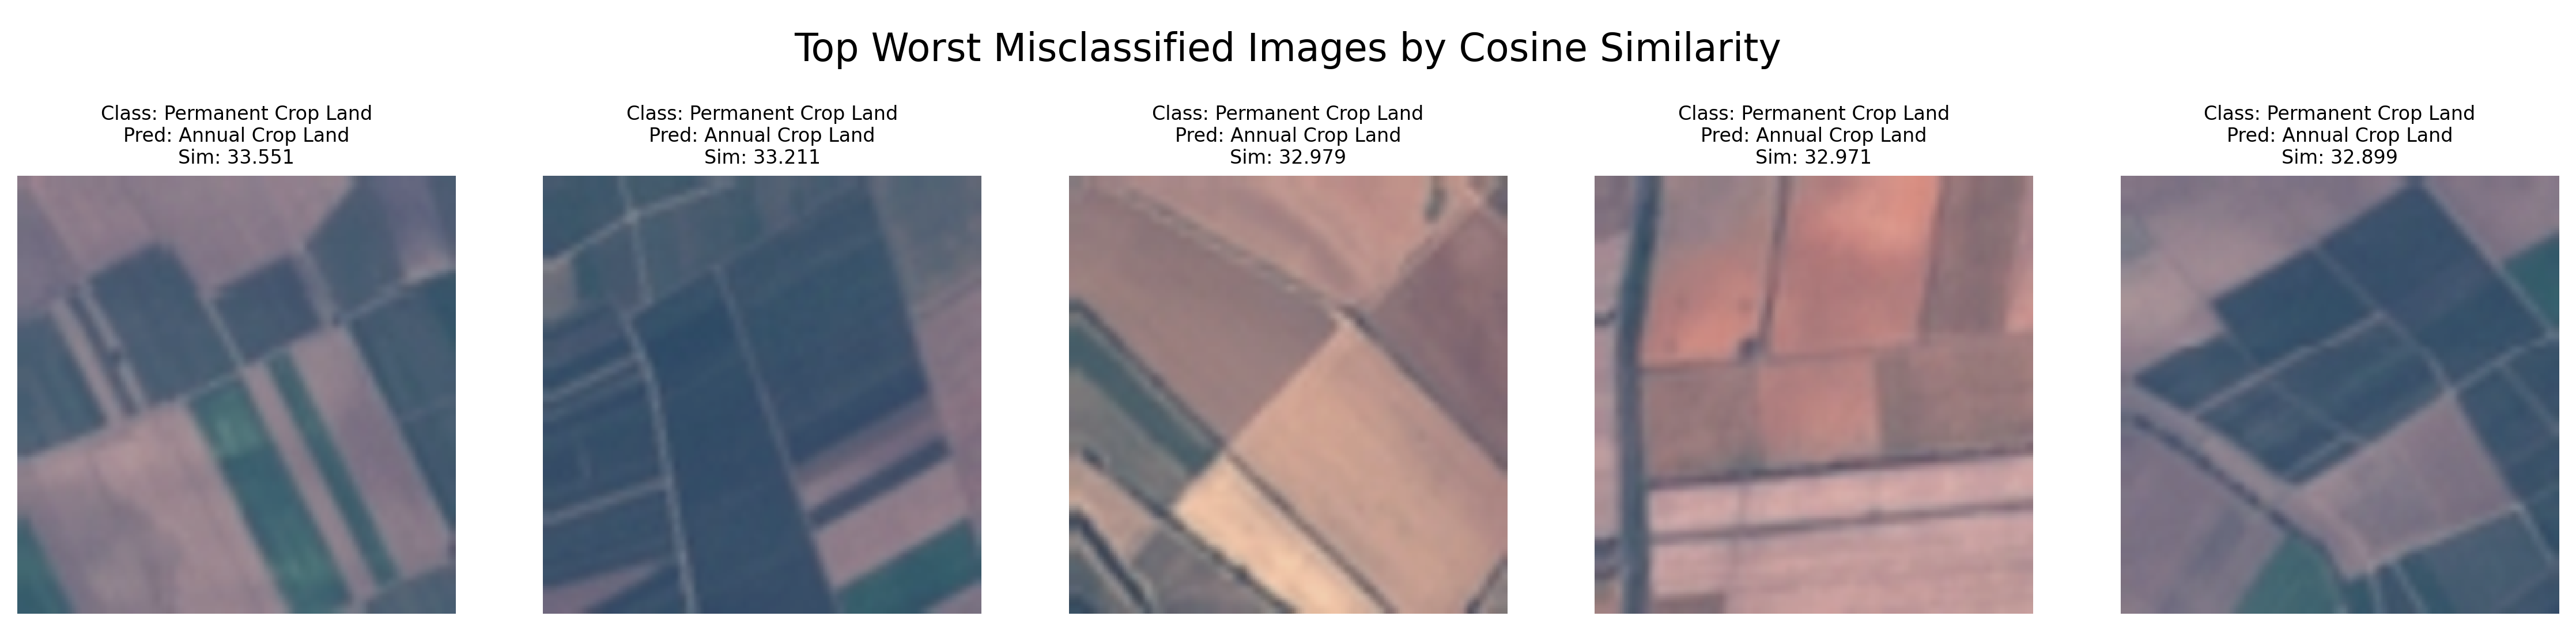 Top Worst Misclassified Images by Cosine Similarity
Class: Permanent Crop Land
Pred: Annual Crop Land
Sim: 33.551
Class: Permanent Crop Land
Pred: Annual Crop Land
Sim: 33.211
Class: Permanent Crop Land
Pred: Annual Crop Land
Sim: 32.979
Class: Permanent Crop Land
Pred: Annual Crop Land
Sim: 32.971
Class: Permanent Crop Land
Pred: Annual Crop Land
Sim: 32.899